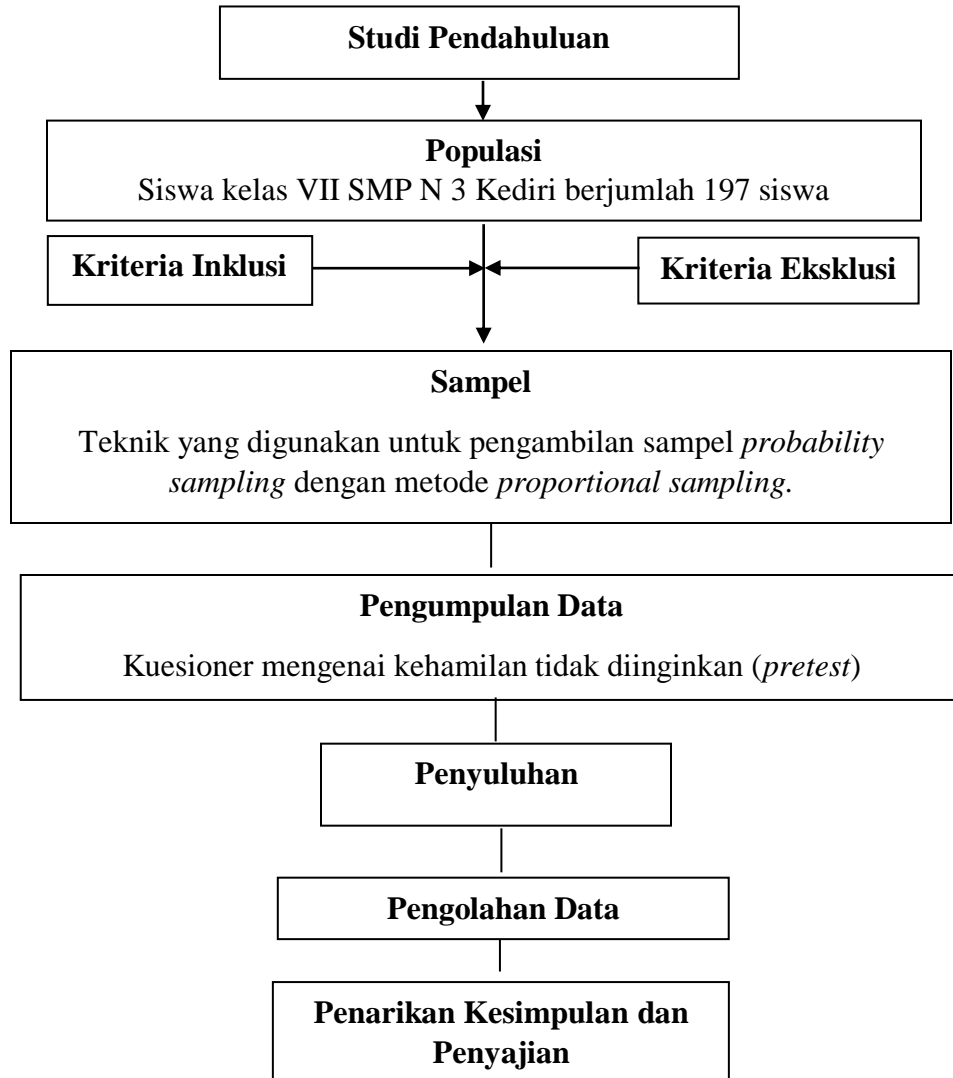 Studi Pendahuluan
Populasi
Siswa kelas VII SMP N 3 Kediri berjumlah 197 siswa
Kriteria Inklusi
Kriteria Eksklusi
Sampel
Teknik yang digunakan untuk pengambilan sampel probability
sampling dengan metode proportional sampling.
Pengumpulan Data
Kuesioner mengenai kehamilan tidak diinginkan (pretest)
Penyuluhan
Pengolahan Data
Penarikan Kesimpulan dan
Penyajian